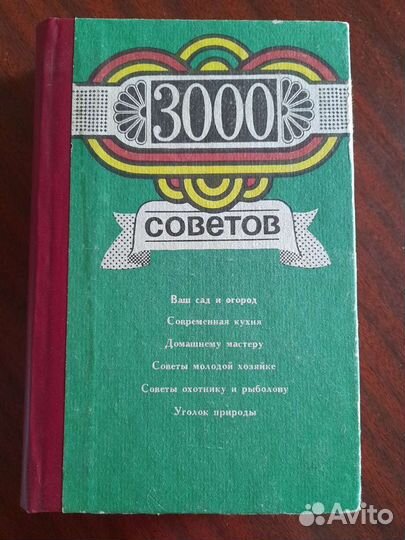 3000
советов
Ваш сад и огород
Современная кухня
Домашнему мастеру
Советы молодой хозяйке
Советы охотнику и рыболову
Уголок природы
Avito